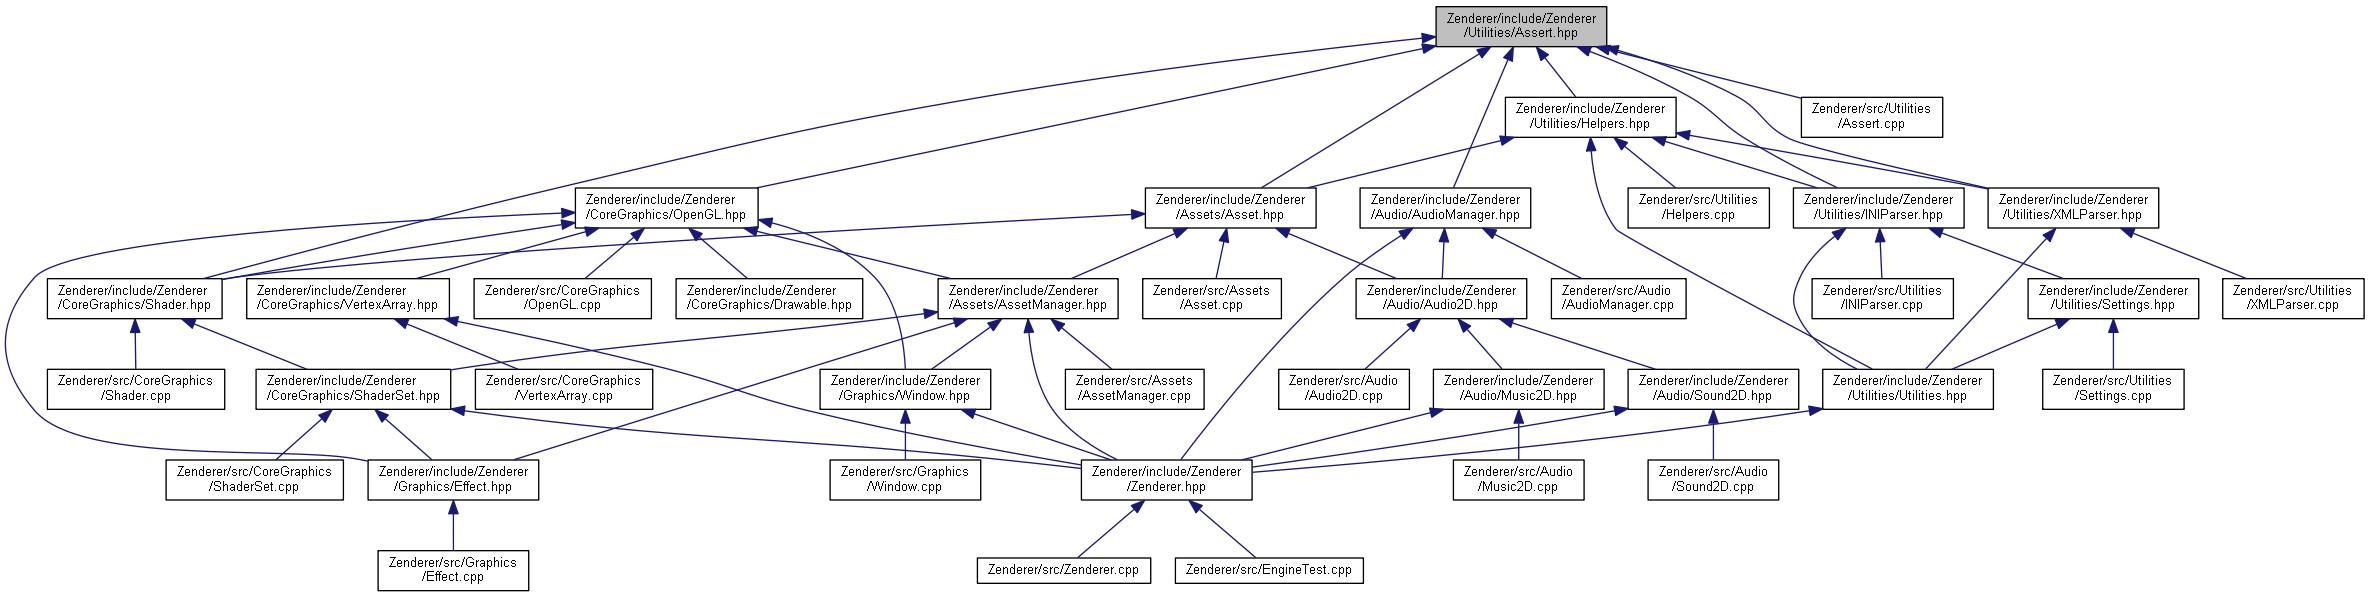 Zenderer/include/Zenderer
/Utilities/Assert.hpp
Zenderer/include/Zenderer
/Utilities/Helpers.hpp
Zenderer/src/Utilities
/Assert.cpp
Zenderer/include/Zenderer
/CoreGraphics/OpenGL.hpp
Zenderer/include/Zenderer
/Assets/Asset.hpp
Zenderer/include/Zenderer
/Audio/AudioManager.hpp
Zenderer/src/Utilities
/Helpers.cpp
Zenderer/include/Zenderer
/Utilities/INIParser.hpp
Zenderer/include/Zenderer
/Utilities/XMLParser.hpp
Zenderer/include/Zenderer
/CoreGraphics/Shader.hpp
Zenderer/include/Zenderer
/CoreGraphics/VertexArray.hpp
Zenderer/src/CoreGraphics
/OpenGL.cpp
Zenderer/include/Zenderer
/CoreGraphics/Drawable.hpp
Zenderer/include/Zenderer
/Assets/AssetManager.hpp
Zenderer/src/Assets
/Asset.cpp
Zenderer/include/Zenderer
/Audio/Audio2D.hpp
Zenderer/src/Audio
/AudioManager.cpp
Zenderer/src/Utilities
/INIParser.cpp
Zenderer/include/Zenderer
/Utilities/Settings.hpp
Zenderer/src/Utilities
/XMLParser.cpp
Zenderer/src/CoreGraphics
/Shader.cpp
Zenderer/include/Zenderer
/CoreGraphics/ShaderSet.hpp
Zenderer/src/CoreGraphics
/VertexArray.cpp
Zenderer/include/Zenderer
/Graphics/Window.hpp
Zenderer/src/Assets
/AssetManager.cpp
Zenderer/src/Audio
/Audio2D.cpp
Zenderer/include/Zenderer
/Audio/Music2D.hpp
Zenderer/include/Zenderer
/Audio/Sound2D.hpp
Zenderer/include/Zenderer
/Utilities/Utilities.hpp
Zenderer/src/Utilities
/Settings.cpp
Zenderer/src/CoreGraphics
/ShaderSet.cpp
Zenderer/include/Zenderer
/Graphics/Effect.hpp
Zenderer/src/Graphics
/Window.cpp
Zenderer/include/Zenderer
/Zenderer.hpp
Zenderer/src/Audio
/Music2D.cpp
Zenderer/src/Audio
/Sound2D.cpp
Zenderer/src/Graphics
/Effect.cpp
Zenderer/src/Zenderer.cpp
Zenderer/src/EngineTest.cpp